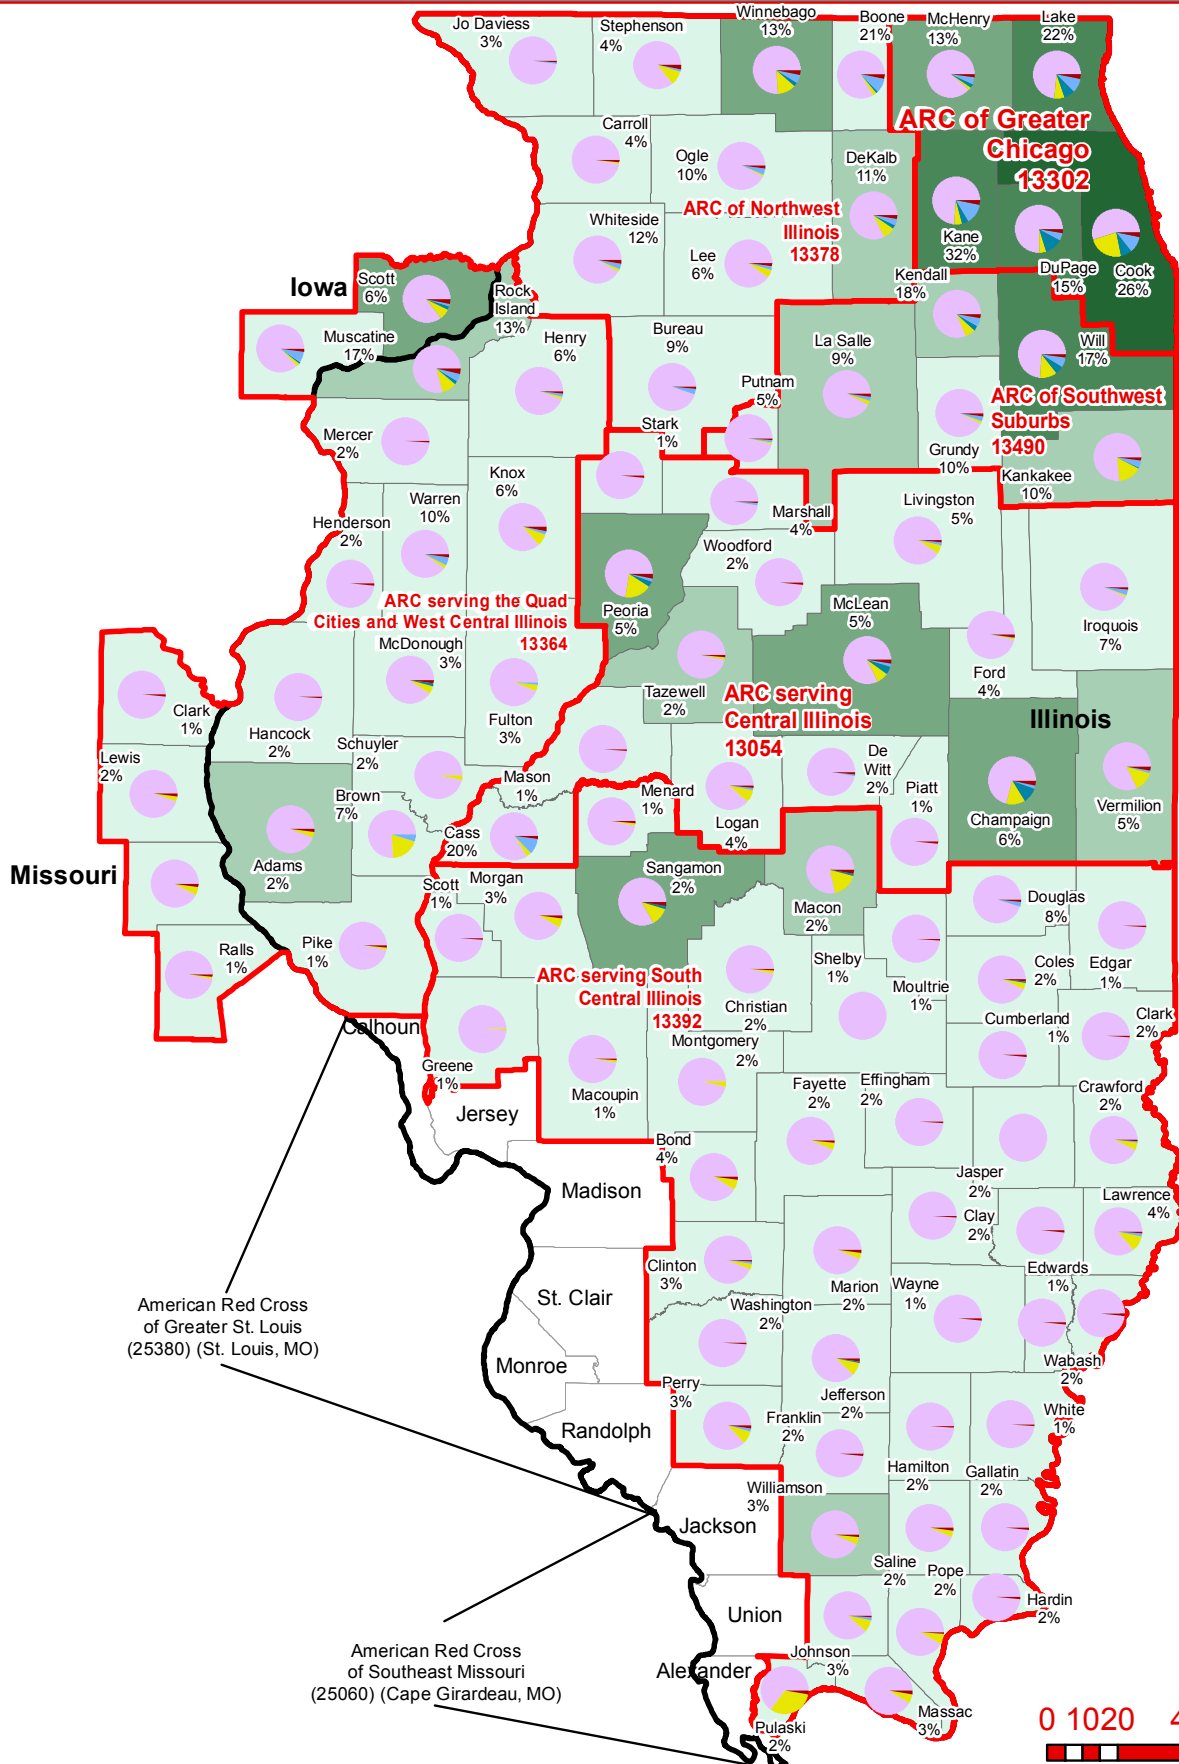 Jo Daviess
3%
Stephenson
4%
Winnebago
13%
Boone
21%
McHenry
13%
Lake
22%
ARC of Greater
Chicago
13302
Carroll
4%
Ogle
10%
DeKalb
11%
ARC of Northwest
Illinois
13378
Whiteside
12%
Lee
6%
Kane
32%
DuPage
15%
Cook
26%
Kendall
18%
Iowa
Scott
6%
Rock
Island
13%
Muscatine
17%
Henry
6%
Bureau
9%
La Salle
9%
Will
17%
Putnam
5%
ARC of Southwest
Suburbs
13490
Stark
1%
Mercer
2%
Grundy
10%
Kankakee
10%
Knox
6%
Warren
10%
Henderson
2%
Marshall
4%
Livingston
5%
Woodford
2%
Peoria
5%
McLean
5%
Iroquois
7%
ARC serving the Quad
Cities and West Central Illinois
13364
McDonough
3%
Ford
4%
Tazewell
2%
ARC serving
Central Illinois
13054
Illinois
Clark
1%
Hancock
2%
Fulton
3%
Schuyler
2%
Lewis
2%
Mason
1%
De
Witt
2%
Piatt
1%
Brown
7%
Menard
1%
Logan
4%
Champaign
6%
Vermilion
5%
Cass
20%
Missouri
Adams
2%
Scott
1%
Morgan
3%
Sangamon
2%
Macon
2%
Douglas
8%
Ralls
1%
Pike
1%
ARC serving South
Central Illinois
13392
Christian
2%
Shelby
1%
Moultrie
1%
Coles
2%
Edgar
1%
Cumberland
1%
Clark
2%
Calhoun
Montgomery
2%
Greene
1%
Macoupin
1%
Fayette
2%
Effingham
2%
Crawford
2%
Jersey
Bond
4%
Jasper
2%
Madison
Clay
2%
Lawrence
4%
Clinton
3%
Marion
2%
Wayne
1%
Edwards
1%
St. Clair
Washington
2%
American Red Cross
of Greater St. Louis
(25380) (St. Louis, MO)
Monroe
Wabash
2%
Perry
3%
Jefferson
2%
Franklin
2%
White
1%
Randolph
Hamilton
2%
Gallatin
2%
Williamson
3%
Jackson
Saline
2%
Pope
2%
Hardin
2%
Union
American Red Cross
of Southeast Missouri
(25060) (Cape Girardeau, MO)
Alexander
Johnson
3%
Massac
3%
Pulaski
2%
0 1020